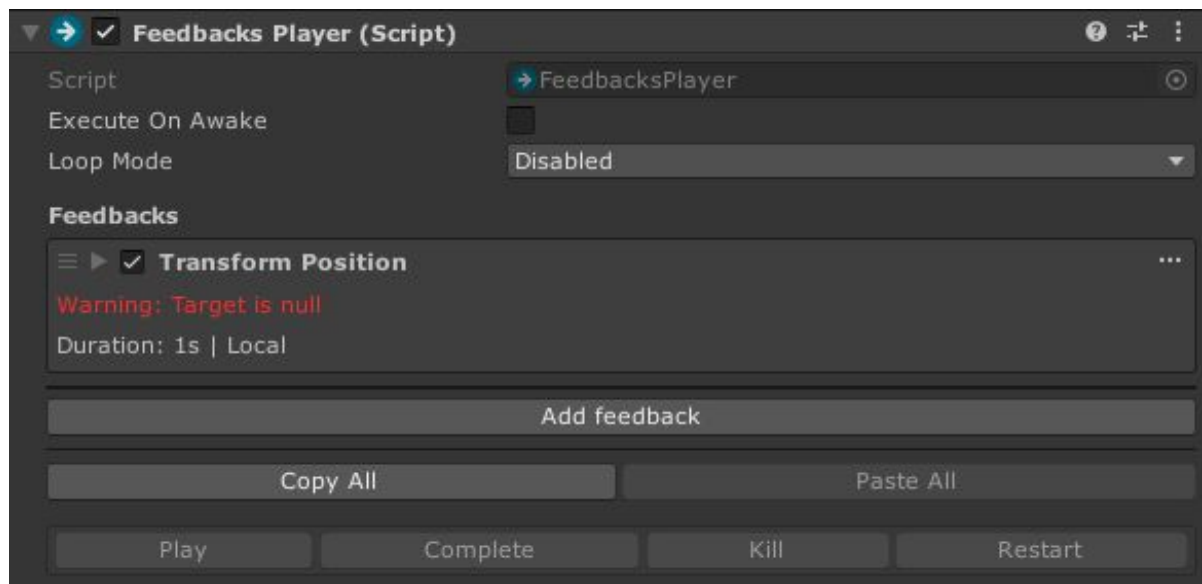 Feedbacks Player (Script)
Script FeedbacksPlayer
Execute On Awake
Loop Mode Disabled
Feedbacks
Transform Position
Warning: Target is null
Duration: 1s | Local
Add feedback
Copy All Paste All
Play Complete Kill Restart